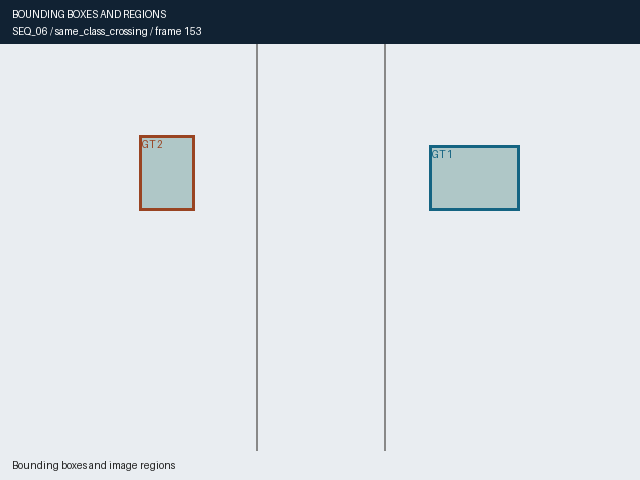 BOUNDING BOXES AND REGIONS
SEQ_06 / same_class_crossing / frame 153
GT2
GT1
Bounding boxes and image regions